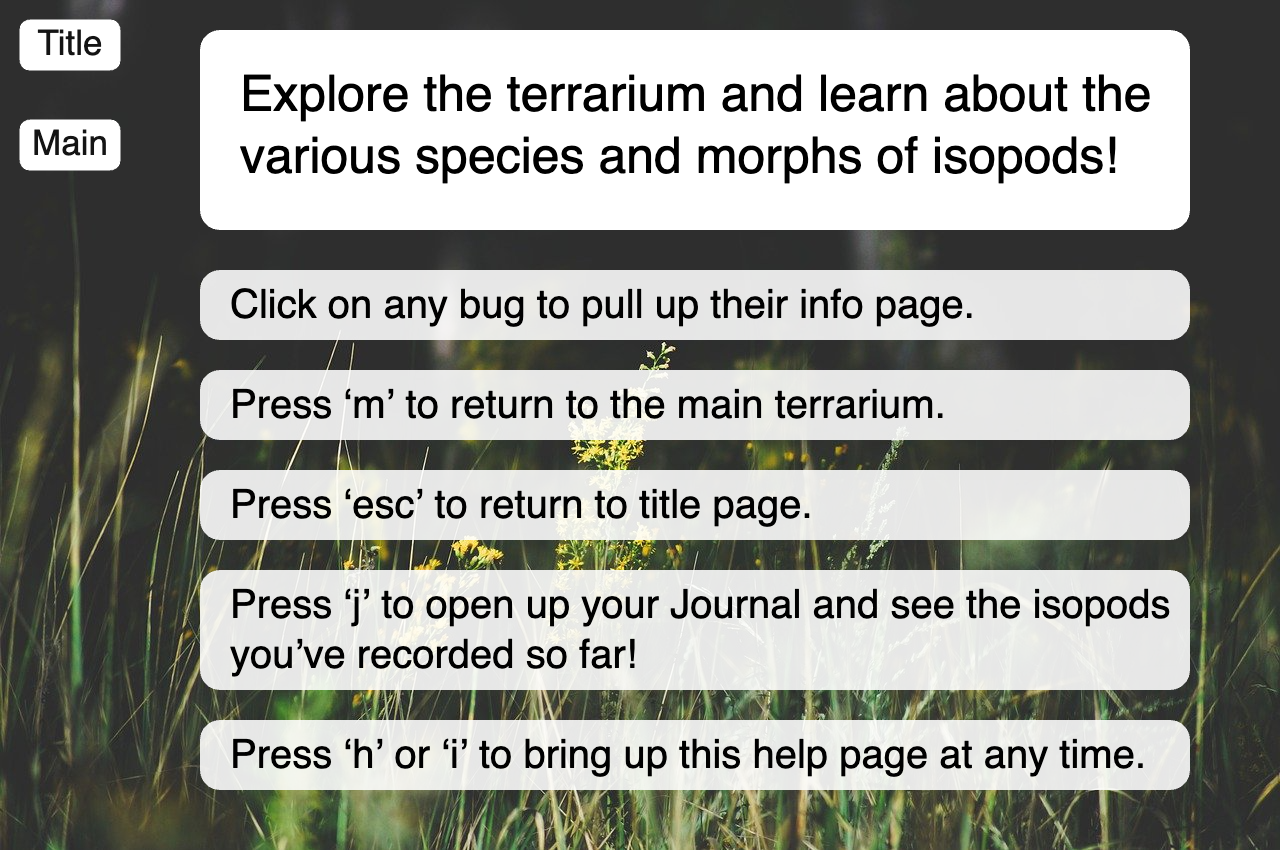 Title
Main
Explore the terrarium and learn about the
various species and morphs of isopods!
Click on any bug to pull up their info page.
Press ‘m’ to return to the main terrarium.
Press ‘esc’ to return to title page.
Press ‘j’ to open up your Journal and see the isopods
you’ve recorded so far!
Press ‘h’ or ‘i’ to bring up this help page at any time.